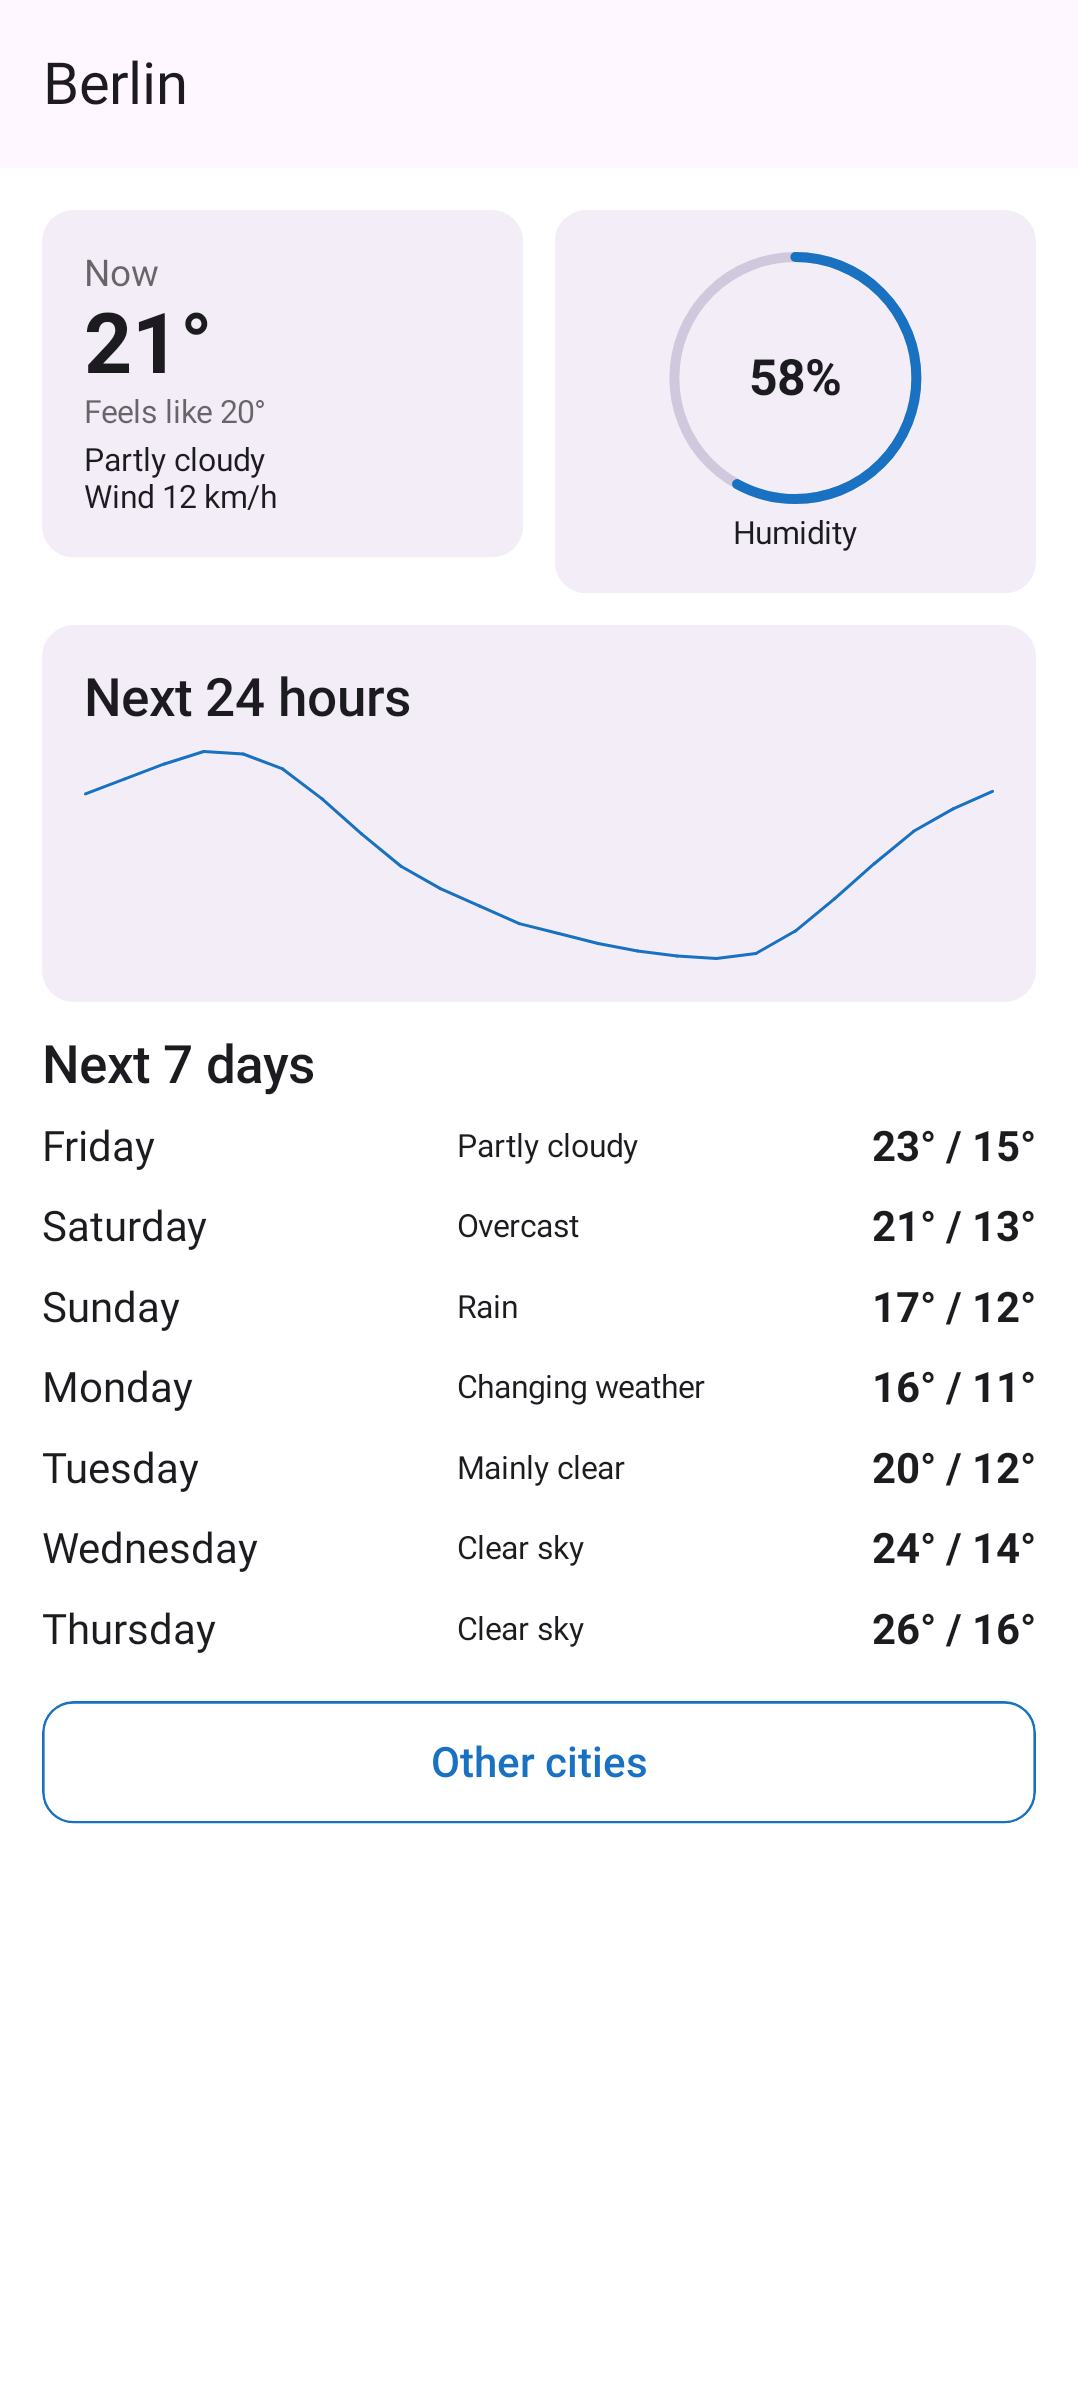 Berlin
Now
21°
Feels like 20°
Partly cloudy
Wind 12 km/h
58%
Humidity
Next 24 hours
Next 7 days
Friday Partly cloudy 23° / 15°
Saturday Overcast 21° / 13°
Sunday Rain 17° / 12°
Monday Changing weather 16° / 11°
Tuesday Mainly clear 20° / 12°
Wednesday Clear sky 24° / 14°
Thursday Clear sky 26° / 16°
Other cities